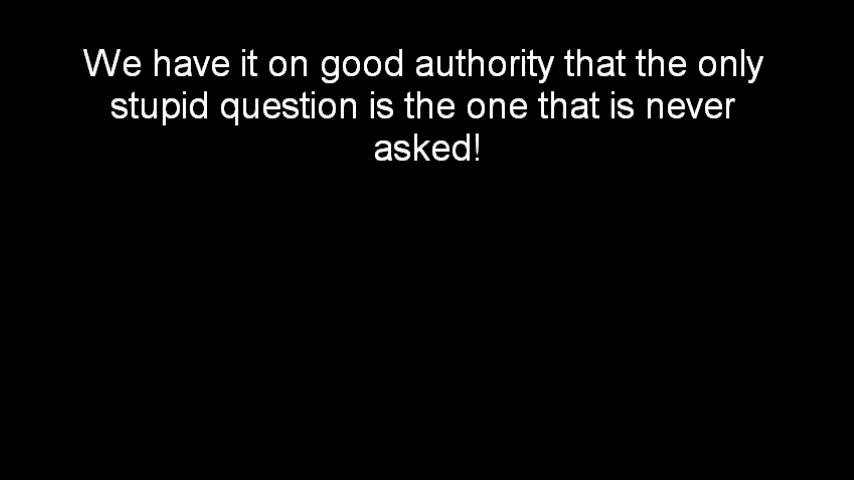 We have it on good authority that the only
stupid question is the one that is never
asked!